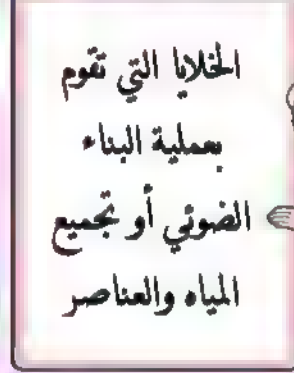 الخلايا التي تقوم
بعملية البناء
الضوئي أو تجميع
المياه والعناصر